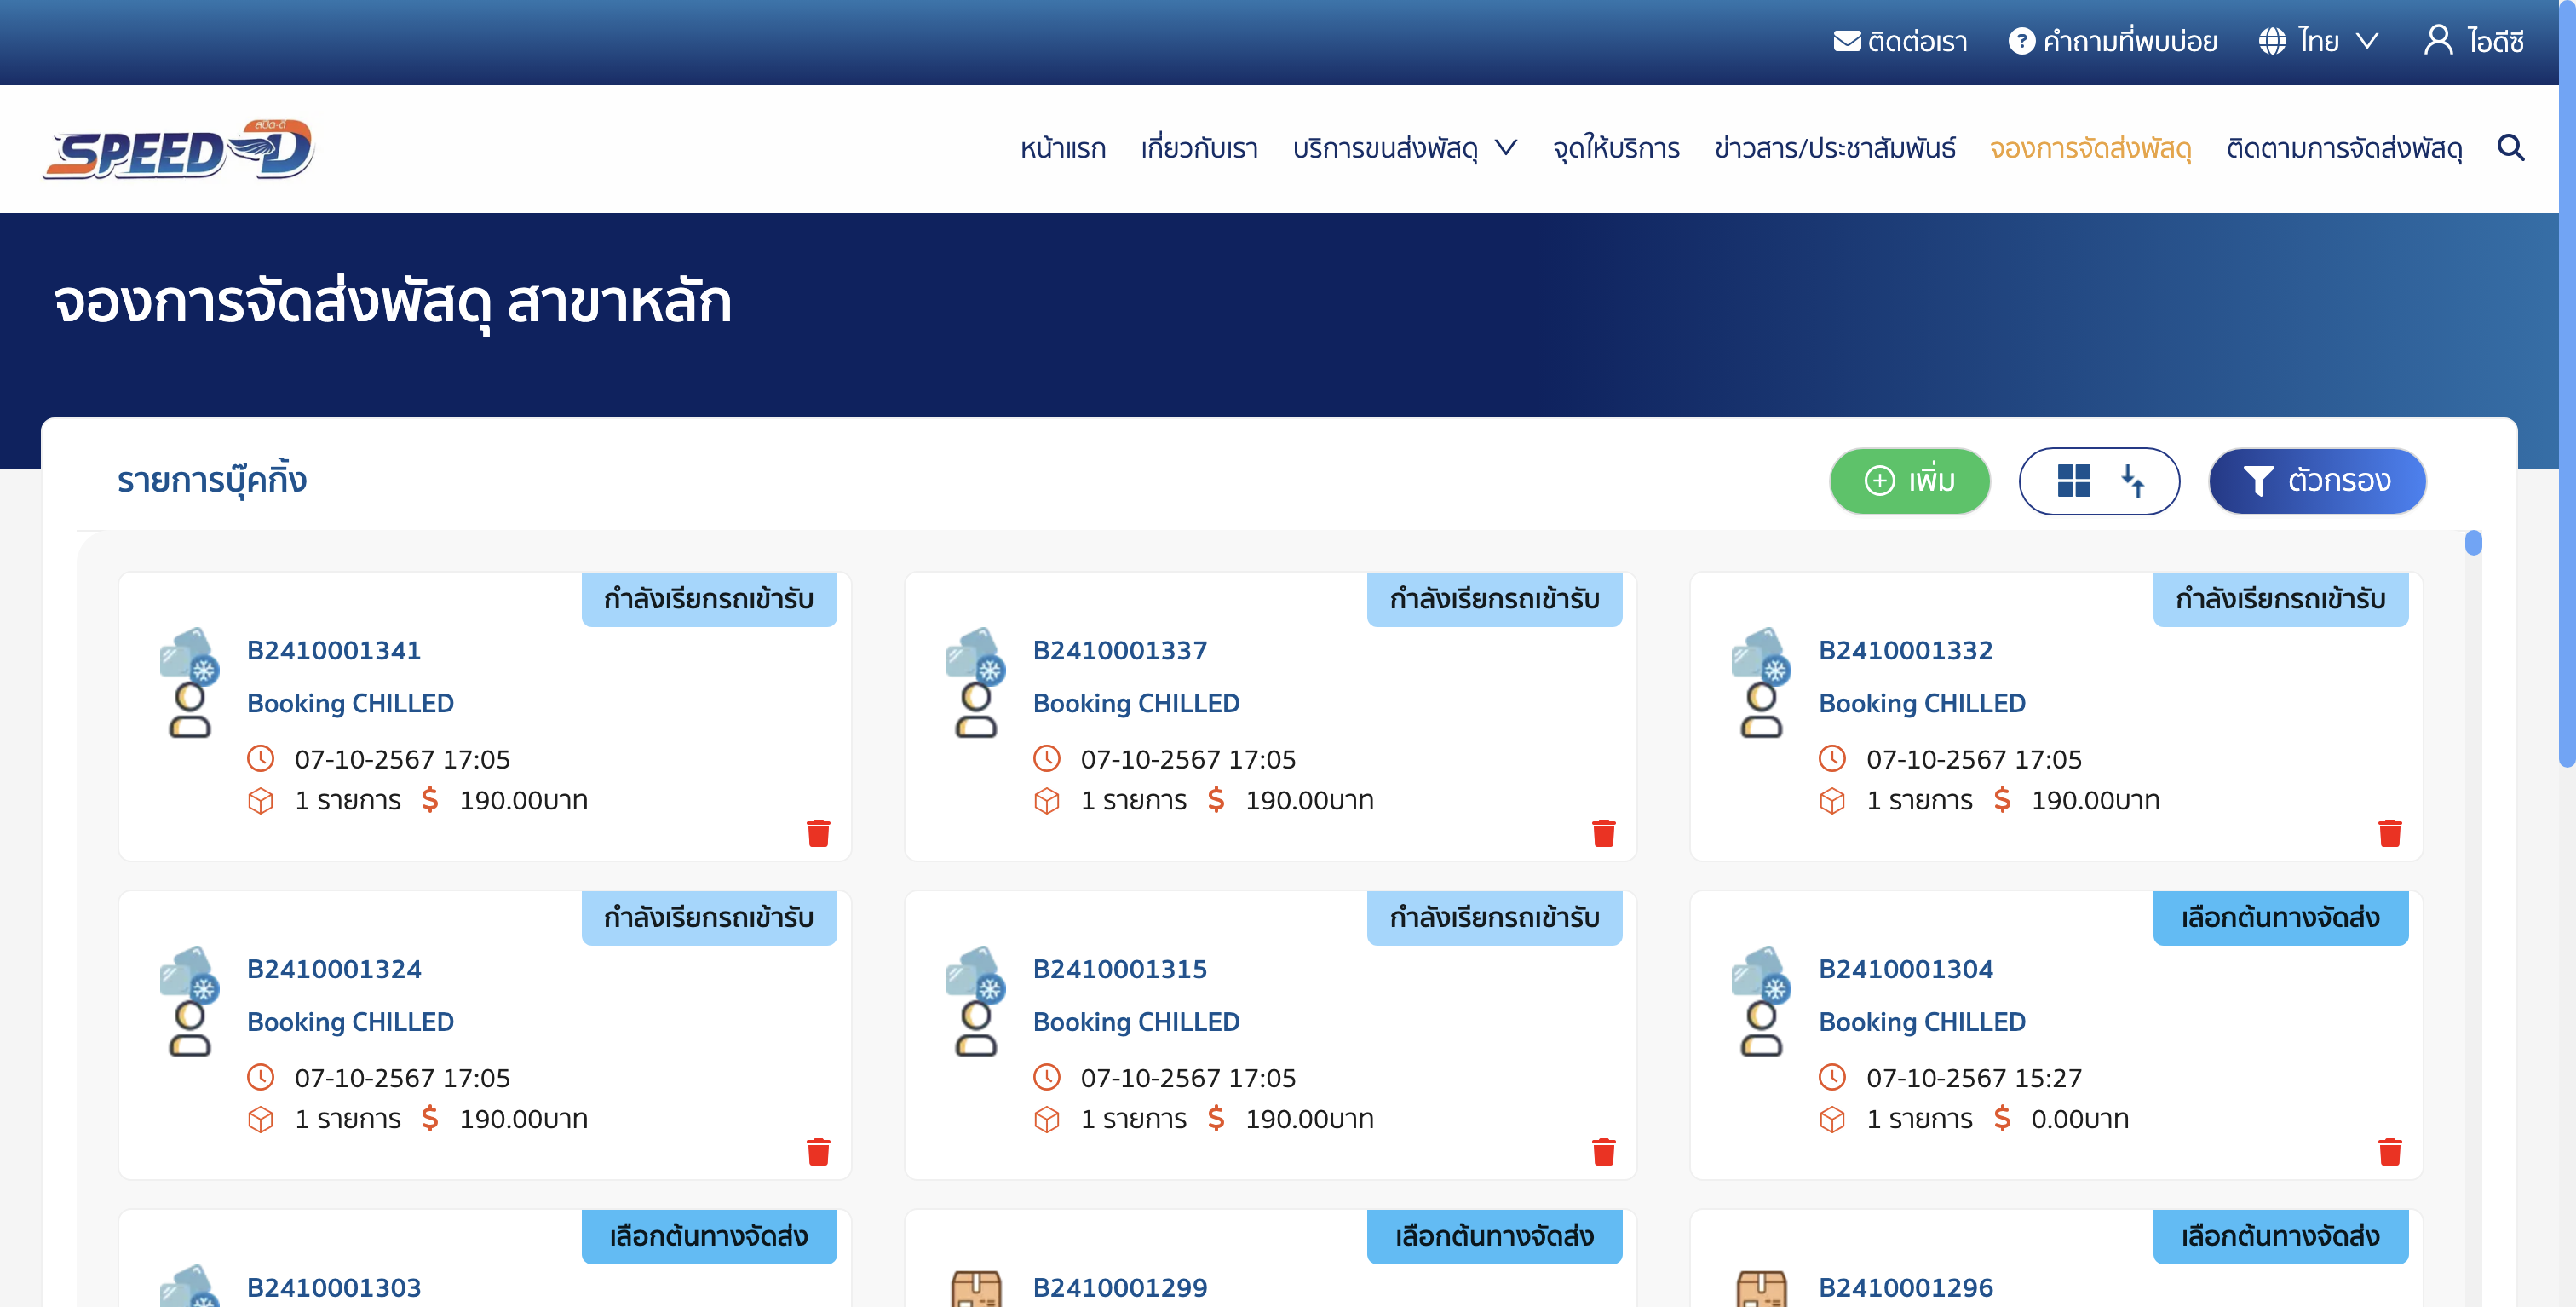 ติดต่อเรา คำถามที่พบบ่อย ไทย ไอดีซี
สปีด-ดี
SPEED-D
หน้าแรก เกี่ยวกับเรา บริการขนส่งพัสดุ จุดให้บริการ ข่าวสาร/ประชาสัมพันธ์ จองการจัดส่งพัสดุ ติดตามการจัดส่งพัสดุ
จองการจัดส่งพัสดุ สาขาหลัก
รายการบุ๊คกิ้ง
เพิ่ม
ตัวกรอง
กำลังเรียกรถเข้ารับ
B2410001341
Booking CHILLED
07-10-2567 17:05
1 รายการ $ 190.00บาท
กำลังเรียกรถเข้ารับ
B2410001337
Booking CHILLED
07-10-2567 17:05
1 รายการ $ 190.00บาท
กำลังเรียกรถเข้ารับ
B2410001332
Booking CHILLED
07-10-2567 17:05
1 รายการ $ 190.00บาท
กำลังเรียกรถเข้ารับ
B2410001324
Booking CHILLED
07-10-2567 17:05
1 รายการ $ 190.00บาท
กำลังเรียกรถเข้ารับ
B2410001315
Booking CHILLED
07-10-2567 17:05
1 รายการ $ 190.00บาท
เลือกต้นทางจัดส่ง
B2410001304
Booking CHILLED
07-10-2567 15:27
1 รายการ $ 0.00บาท
เลือกต้นทางจัดส่ง
B2410001303
เลือกต้นทางจัดส่ง
B2410001299
เลือกต้นทางจัดส่ง
B2410001296